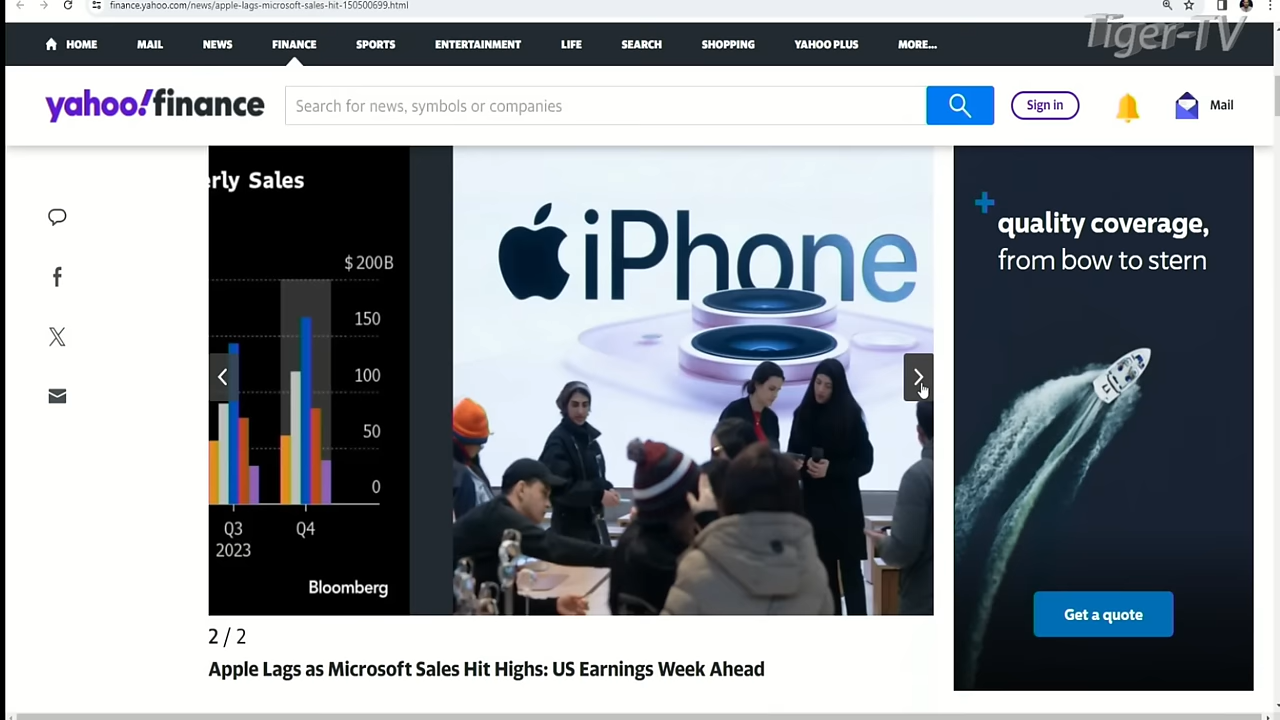 finance.yahoo.com/news/apple-lags-microsoft-sales-hit-150500699.html
Tiger-TV
HOME MAIL NEWS FINANCE SPORTS ENTERTAINMENT LIFE SEARCH SHOPPING YAHOO PLUS MORE...
yahoo!finance
Search for news, symbols or companies
Sign in
Mail
erly Sales
$200B
150
100
50
0
Q3 Q4
2023
Bloomberg
iPhone
quality coverage,
from bow to stern
Get a quote
2 / 2
Apple Lags as Microsoft Sales Hit Highs: US Earnings Week Ahead